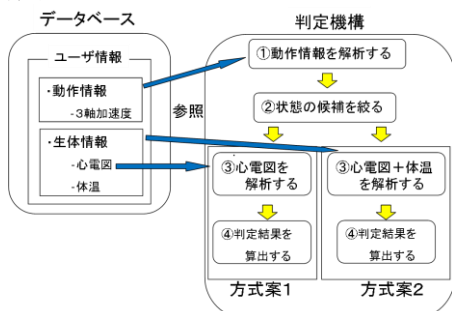 データベース
ユーザ情報
・動作情報
-3軸加速度
・生体情報
-心電図
-体温
参照
判定機構
①動作情報を解析する
②状態の候補を絞る
③心電図を
解析する
④判定結果を
算出する
方式案1
③心電図＋体温
を解析する
④判定結果を
算出する
方式案2